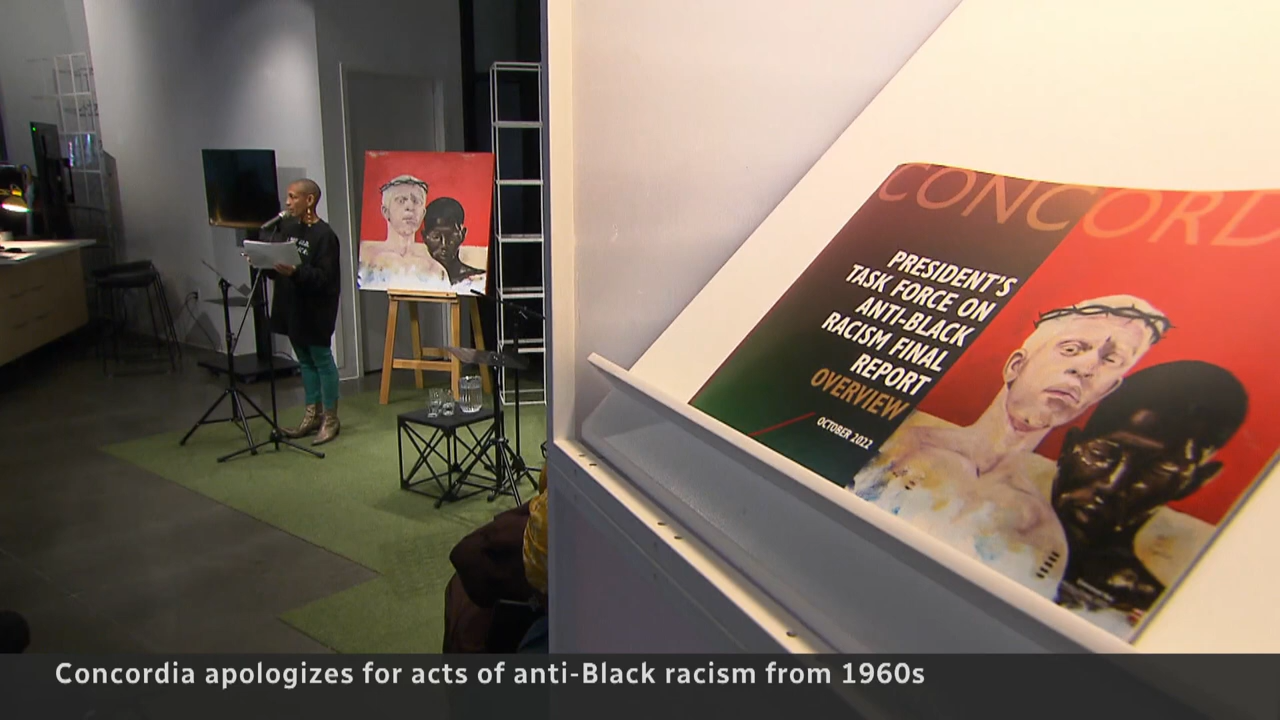 CONCORD
PRESIDENT'S
TASK FORCE ON
ANTI-BLACK
RACISM FINAL
REPORT
OVERVIEW
OCTOBER 2022
Concordia apologizes for acts of anti-Black racism from 1960s